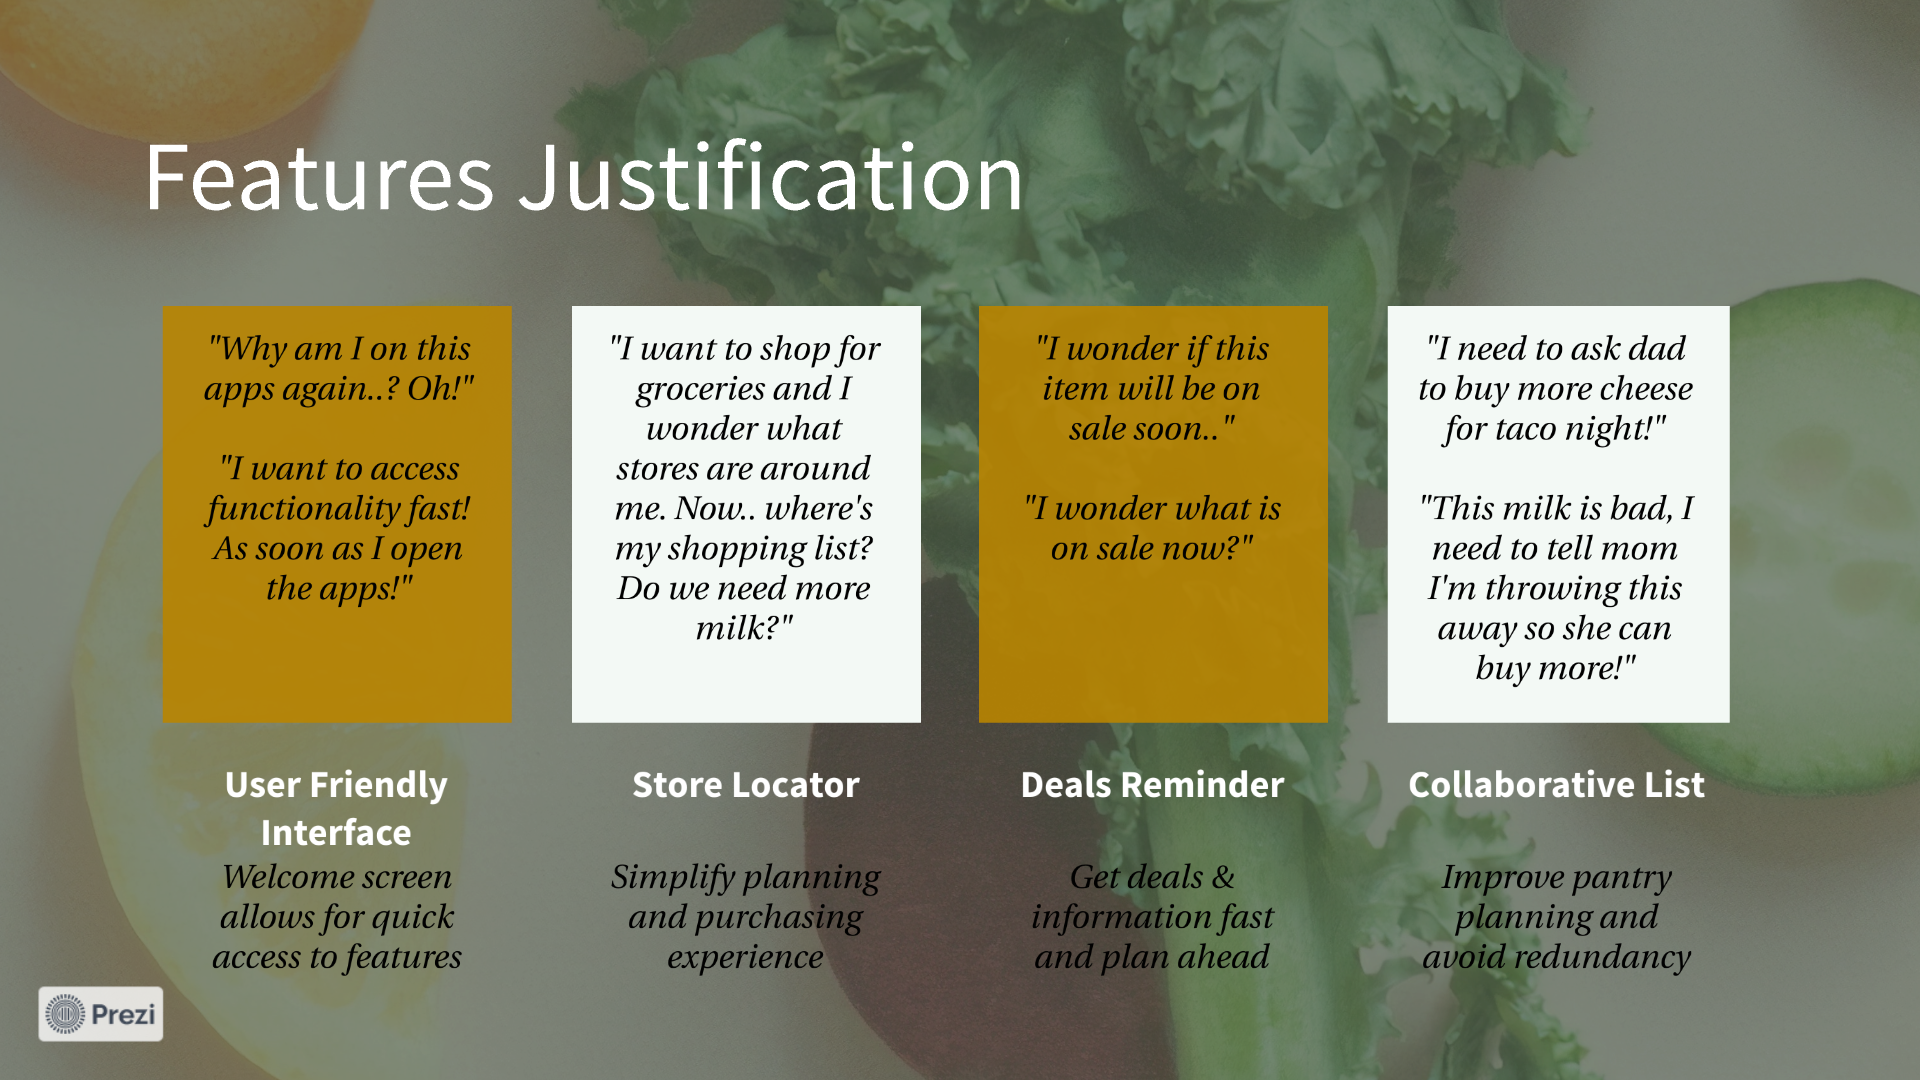 Features Justification
"Why am I on this
apps again..? Oh!"
"I want to access
functionality fast!
As soon as I open
the apps!"
"I want to shop for
groceries and I
wonder what
stores are around
me. Now.. where's
my shopping list?
Do we need more
milk?"
"I wonder if this
item will be on
sale soon.."
"I wonder what is
on sale now?"
"I need to ask dad
to buy more cheese
for taco night!"
"This milk is bad, I
need to tell mom
I'm throwing this
away so she can
buy more!"
User Friendly
Interface
Welcome screen
allows for quick
access to features
Store Locator
Simplify planning
and purchasing
experience
Deals Reminder
Get deals &
information fast
and plan ahead
Collaborative List
Improve pantry
planning and
avoid redundancy
Prezi